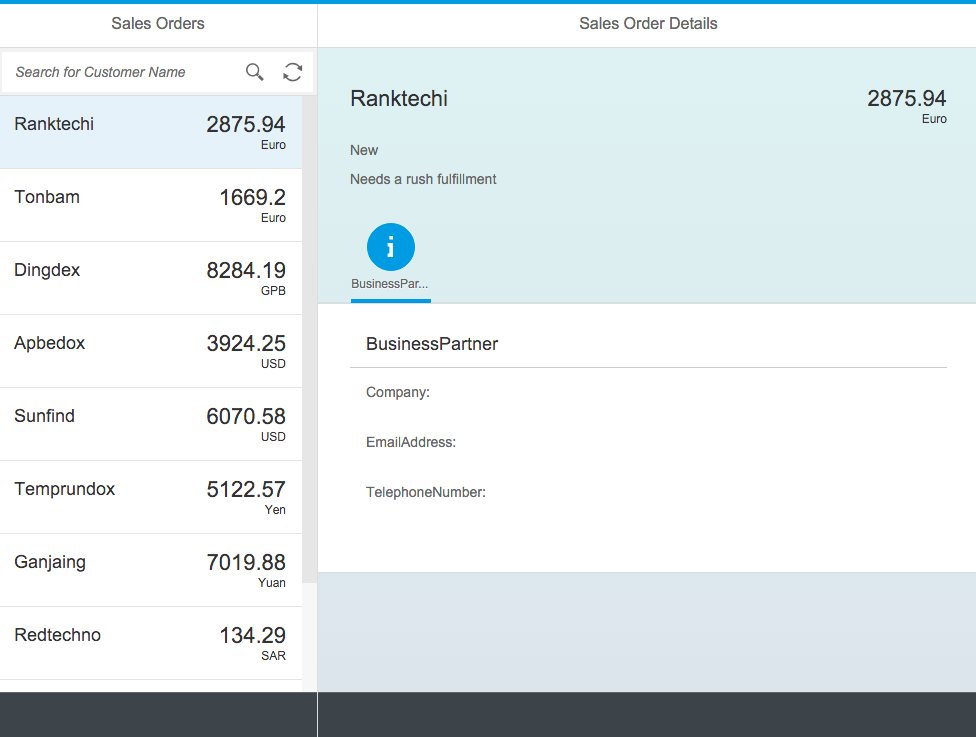 Sales Orders
Search for Customer Name
Ranktechi 2875.94
Euro
Tonbam 1669.2
Euro
Dingdex 8284.19
GPB
Apbedox 3924.25
USD
Sunfind 6070.58
USD
Temprundox 5122.57
Yen
Ganjaing 7019.88
Yuan
Redtechno 134.29
SAR
Sales Order Details
Ranktechi 2875.94
Euro
New
Needs a rush fulfillment
i
BusinessPar...
BusinessPartner
Company:
EmailAddress:
TelephoneNumber: